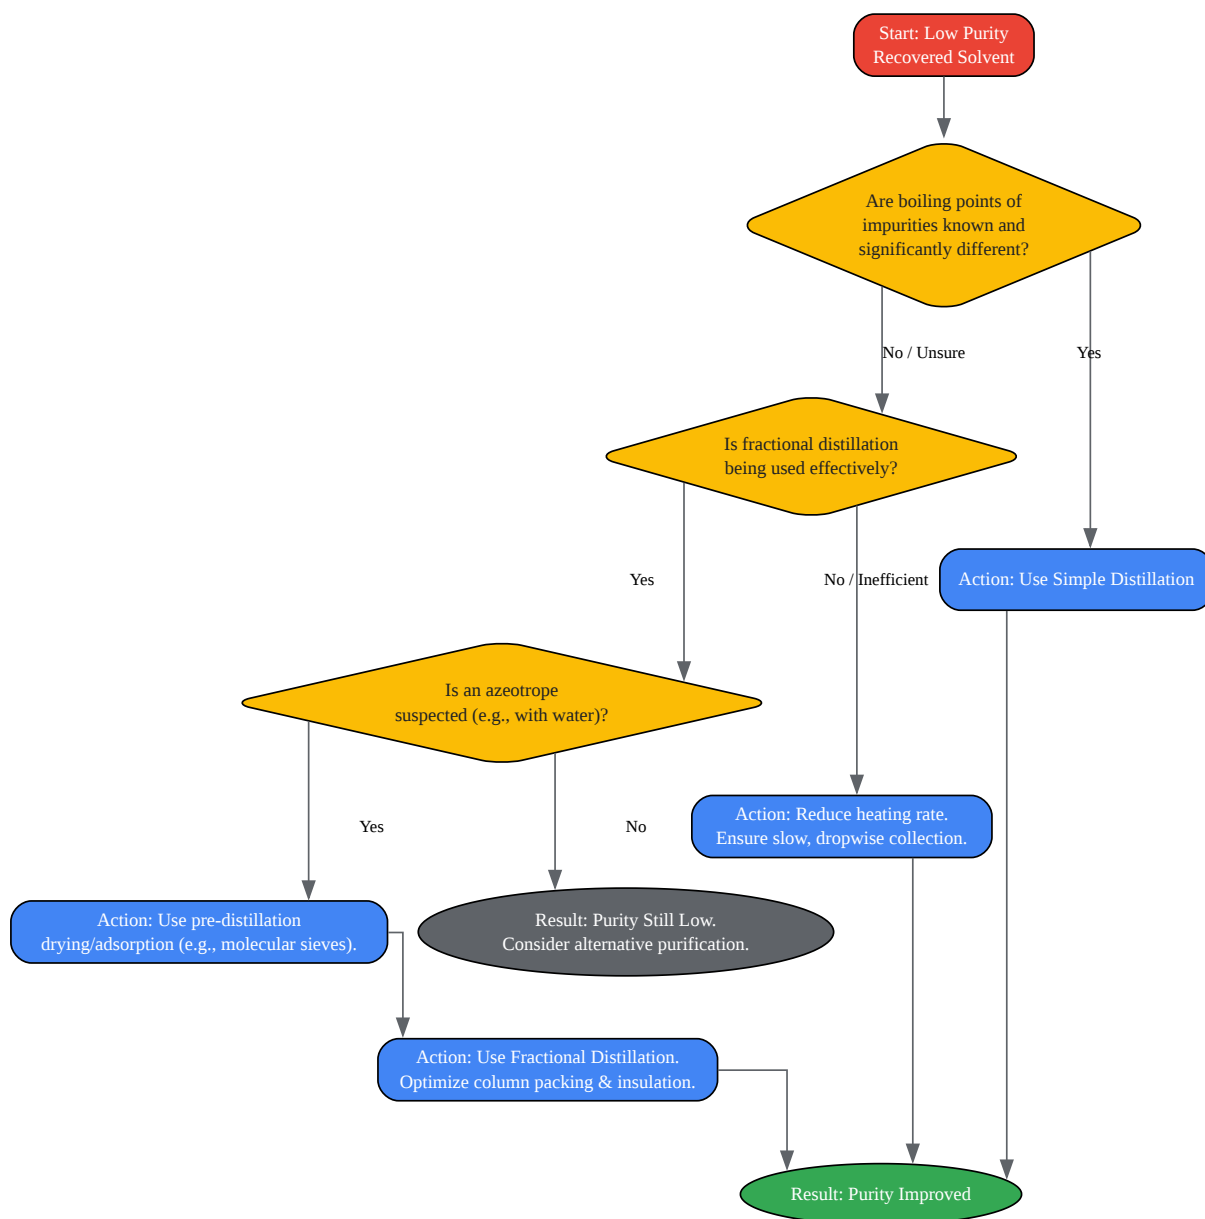 Start: Low Purity
Recovered Solvent
Are boiling points of
impurities known and
significantly different?
No / Unsure
Yes
Is fractional distillation
being used effectively?
Yes
No / Inefficient
Action: Use Simple Distillation
Is an azeotrope
suspected (e.g., with water)?
Yes
No
Action: Reduce heating rate.
Ensure slow, dropwise collection.
Action: Use pre-distillation
drying/adsorption (e.g., molecular sieves).
Result: Purity Still Low.
Consider alternative purification.
Action: Use Fractional Distillation.
Optimize column packing & insulation.
Result: Purity Improved